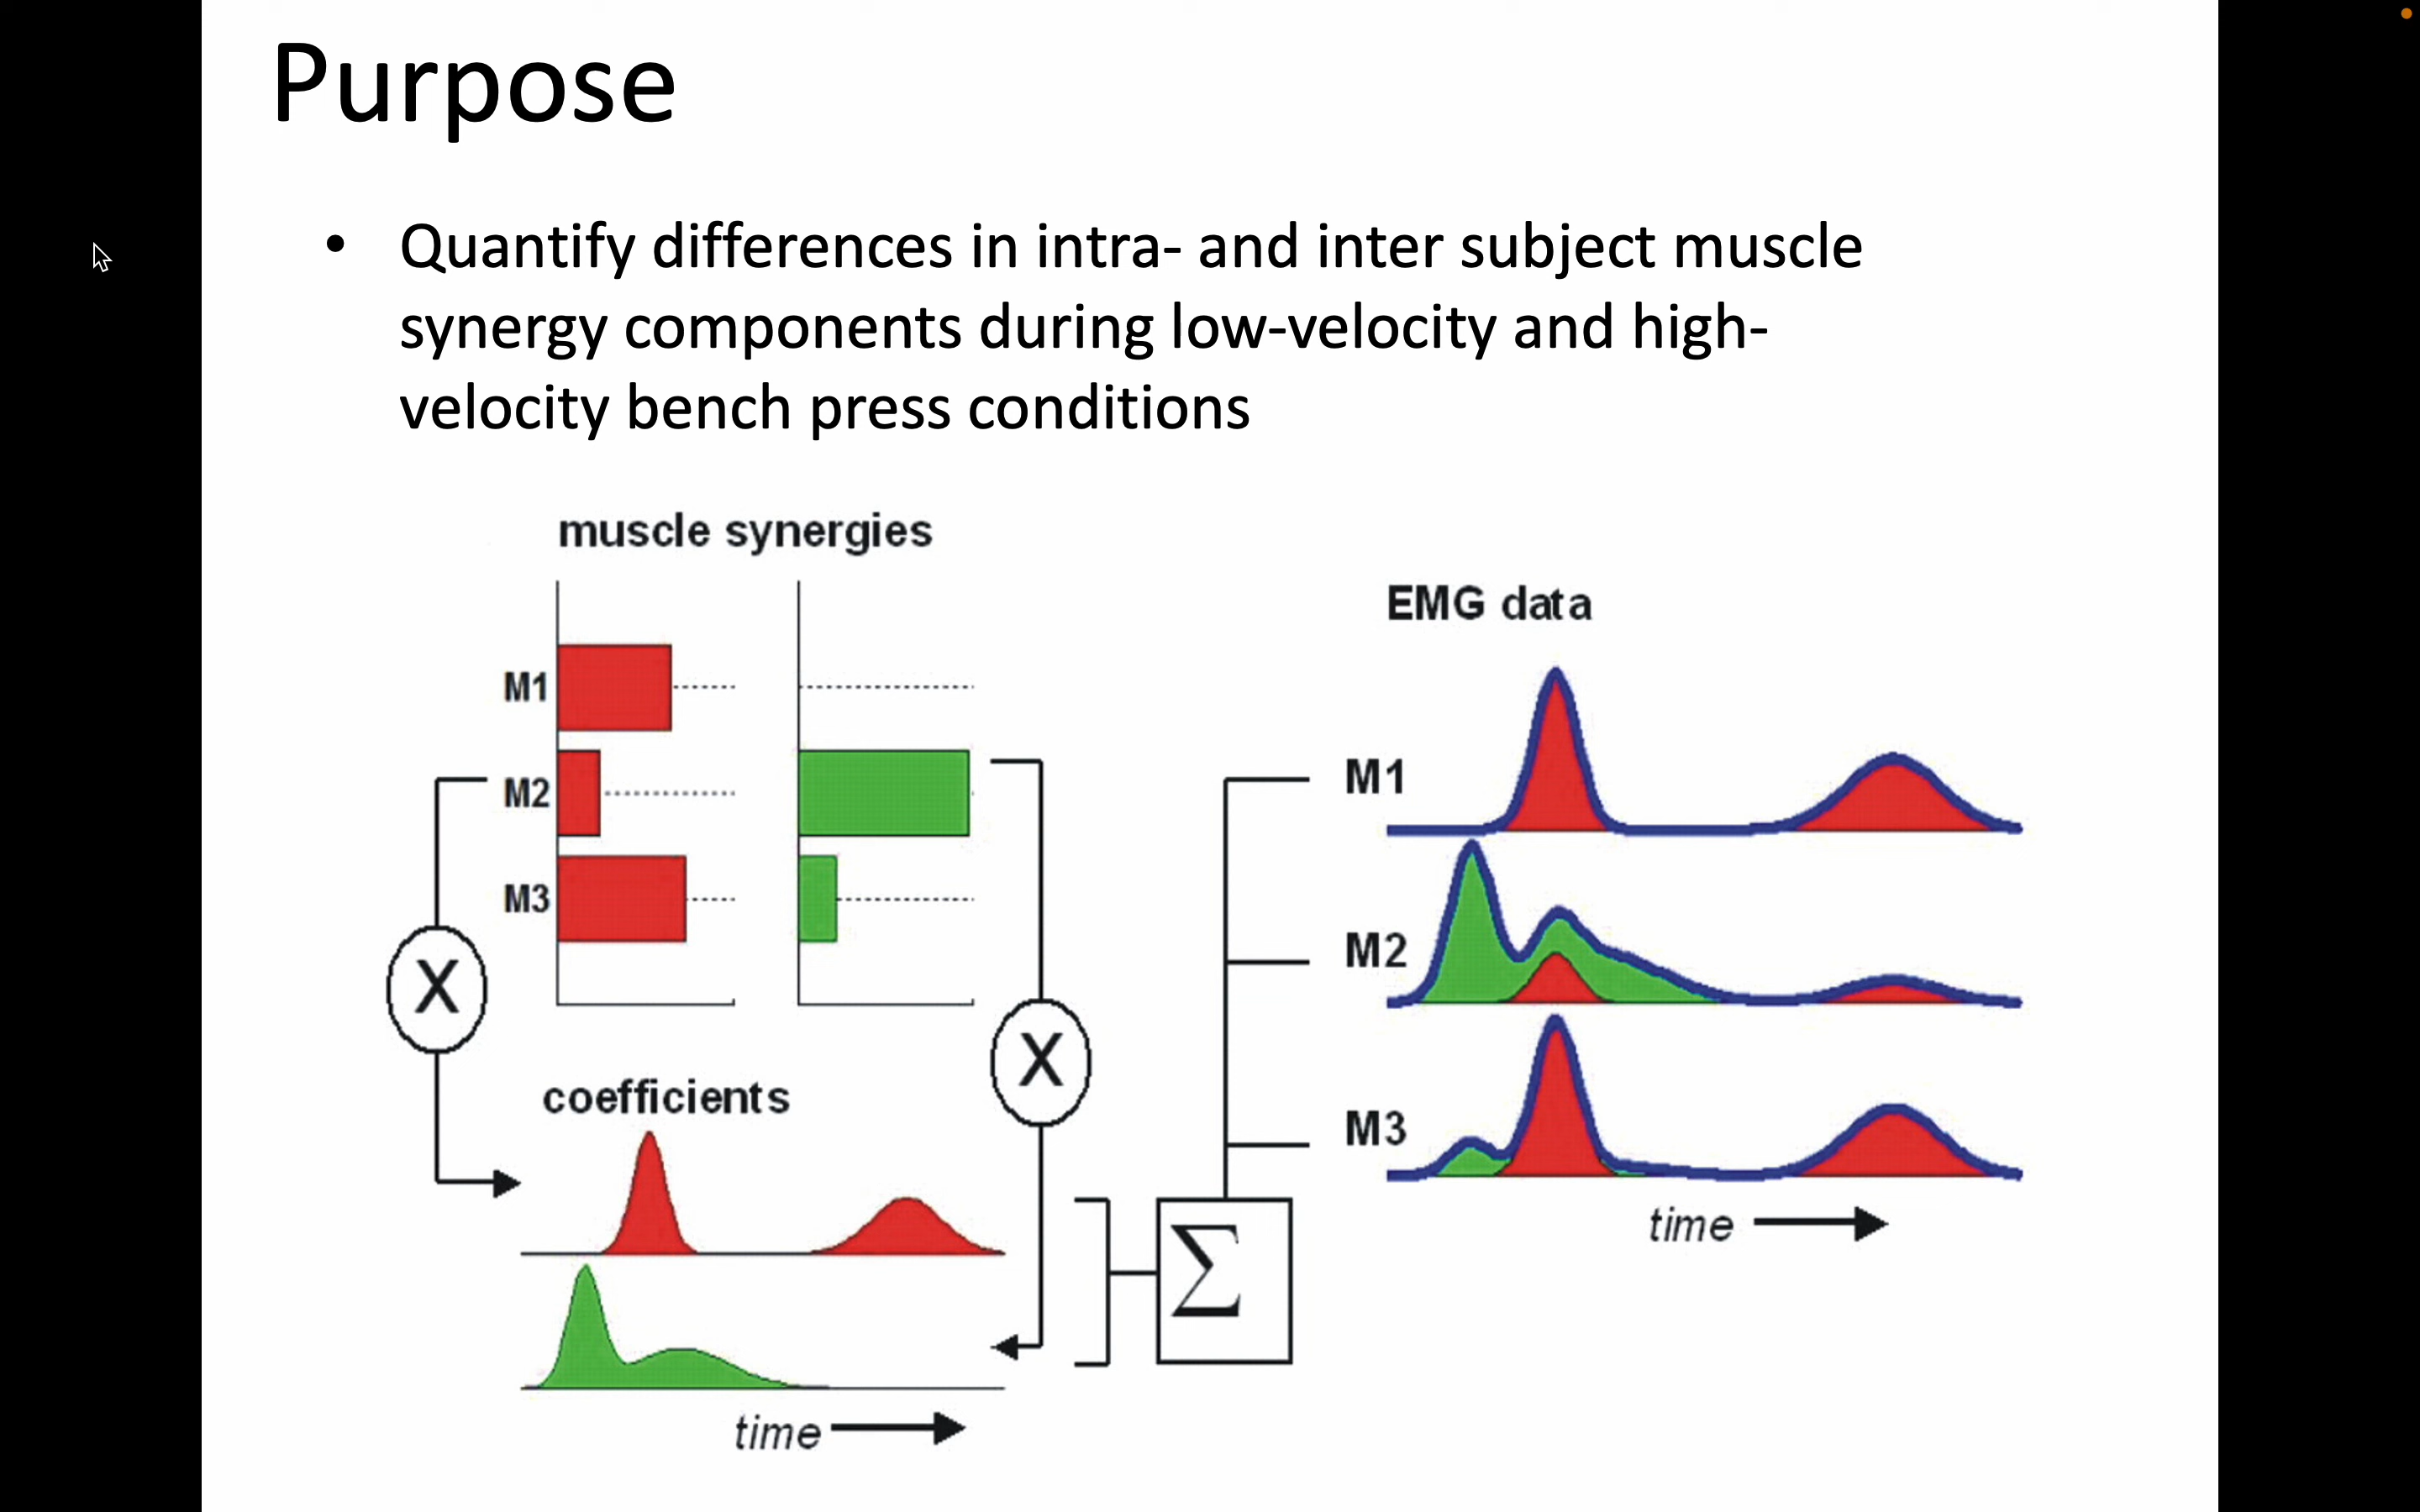 Purpose
• Quantify differences in intra- and inter subject muscle
synergy components during low-velocity and high-
velocity bench press conditions
muscle synergies
M1
M2
M3
X
X
coefficients
time
Σ
EMG data
M1
M2
M3
time